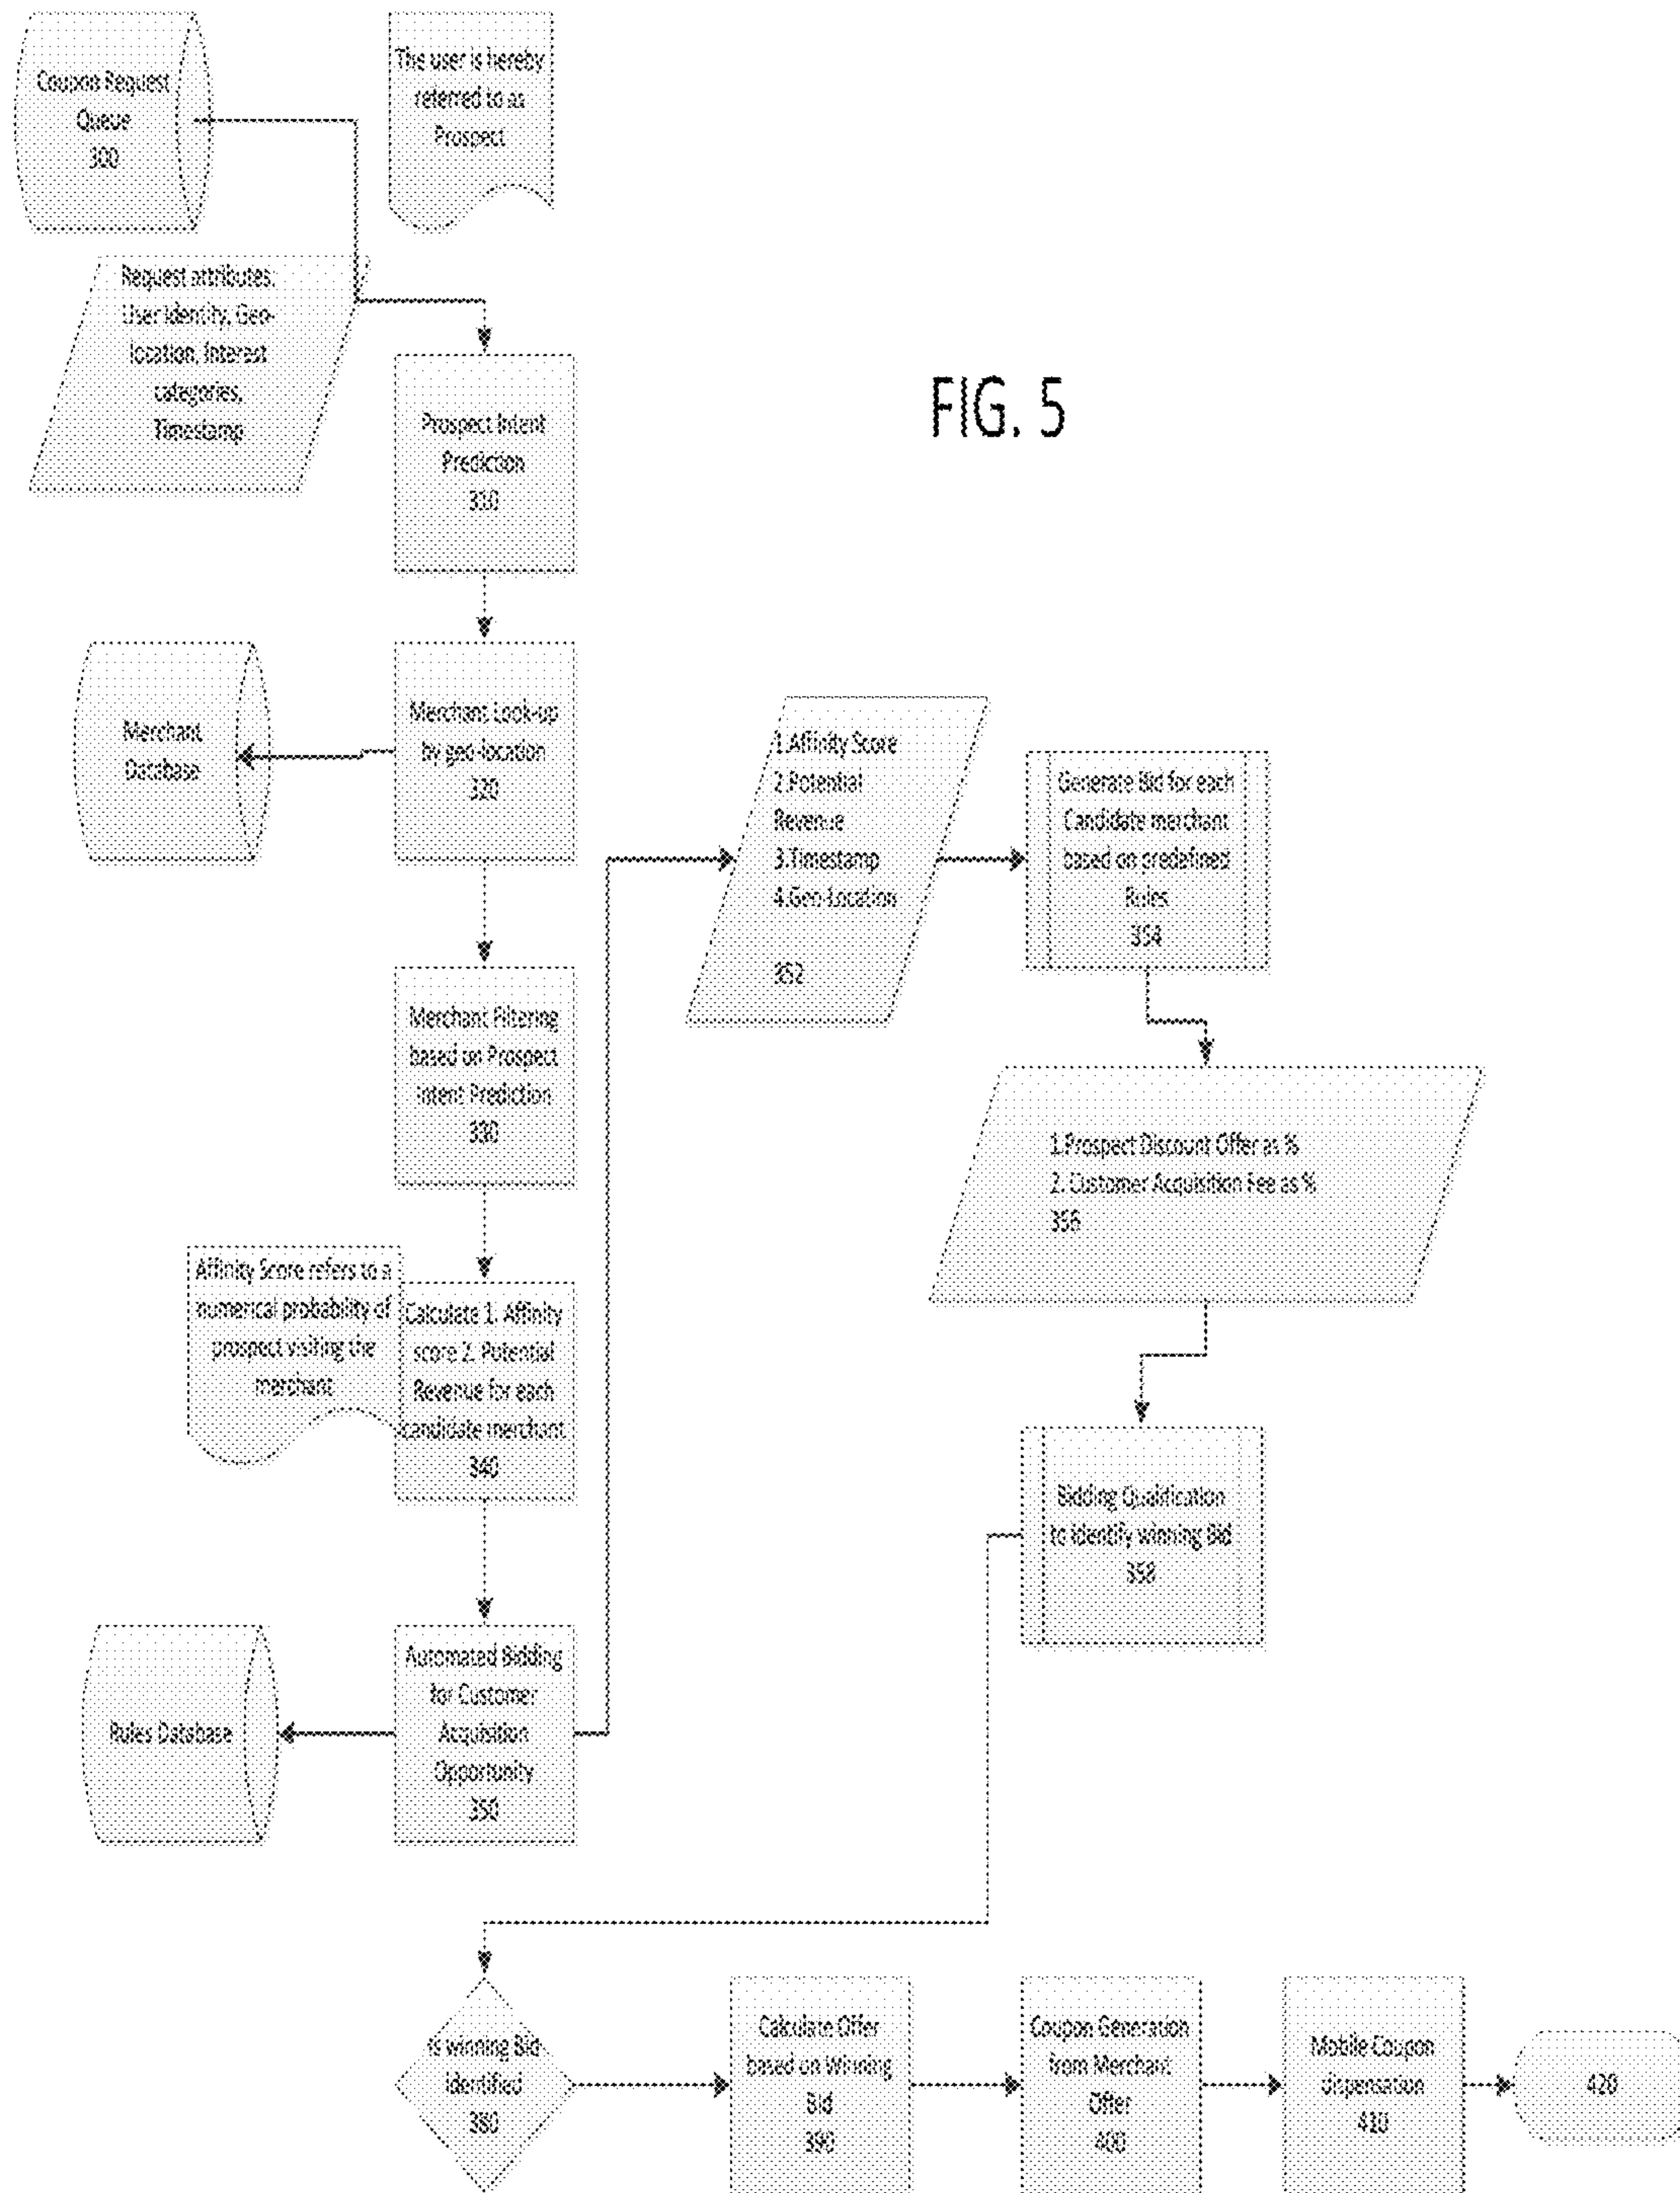 Coupon Request
Queue
300
The user is hereby
referred to as
Prospect
Request attributes:
User Identity, Geo-
location, Interest
categories,
Timestamp
FIG. 5
Prospect Intent
Prediction
310
Merchant
Database
Merchant Look-up
by geo-location
320
1.Affinity Score
2.Potential
Revenue
3.Timestamp
4.Geo-Location
352
Generate Bid for each
Candidate merchant
based on predefined
Rules
354
Merchant Filtering
based on Prospect
Intent Prediction
330
1.Prospect Discount Offer as %
2. Customer Acquisition Fee as %
356
Affinity Score refers to a
numerical probability of
prospect visiting the
merchant
Calculate 1. Affinity
score 2. Potential
Revenue for each
candidate merchant
340
Bidding Qualification
to identify winning Bid
358
Rules Database
Automated Bidding
for Customer
Acquisition
Opportunity
350
Is winning Bid
Identified
380
Calculate Offer
based on Winning
Bid
390
Coupon Generation
from Merchant
Offer
400
Mobile Coupon
dispensation
410
420